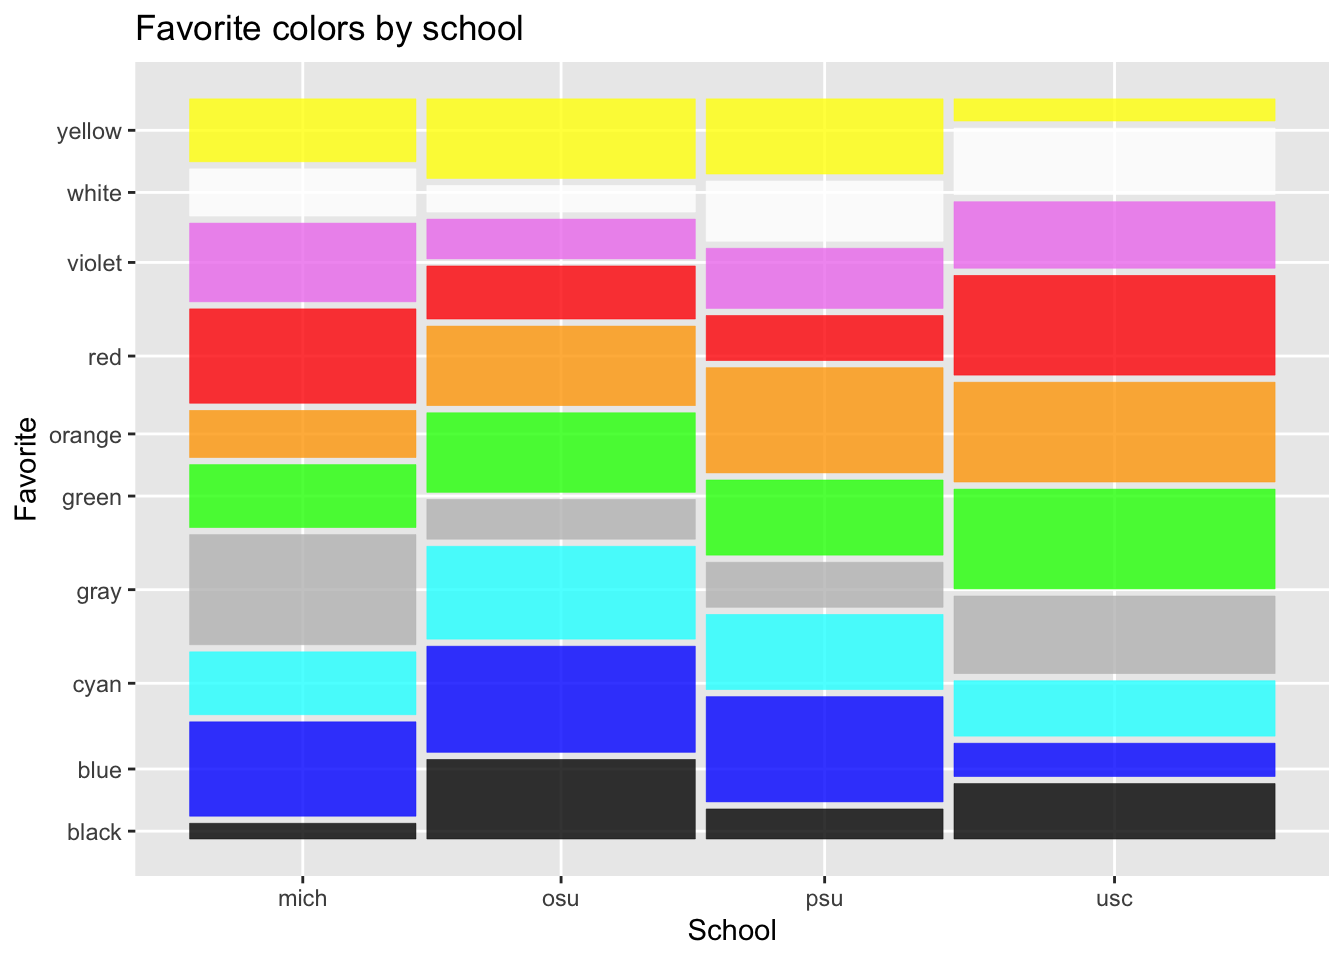 Favorite colors by school
Favorite
yellow
white
violet
red
orange
green
gray
cyan
blue
black
mich osu psu usc
School